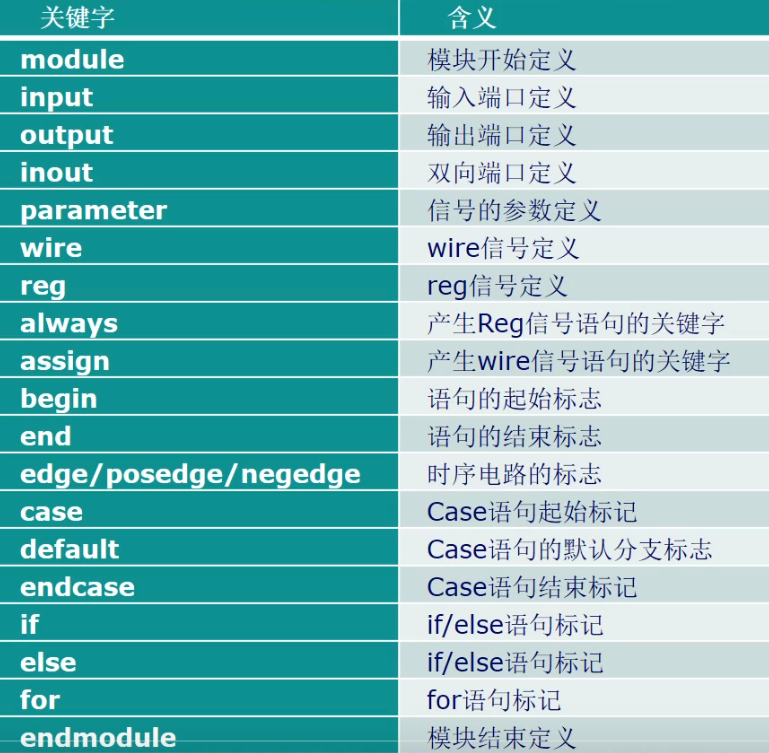 关键字 含义
module 模块开始定义
input 输入端口定义
output 输出端口定义
inout 双向端口定义
parameter 信号的参数定义
wire wire信号定义
reg reg信号定义
always 产生Reg信号语句的关键字
assign 产生wire信号语句的关键字
begin 语句的起始标志
end 语句的结束标志
edge/posedge/negedge 时序电路的标志
case Case语句起始标记
default Case语句的默认分支标志
endcase Case语句结束标记
if if/else语句标记
else if/else语句标记
for for语句标记
endmodule 模块结束定义